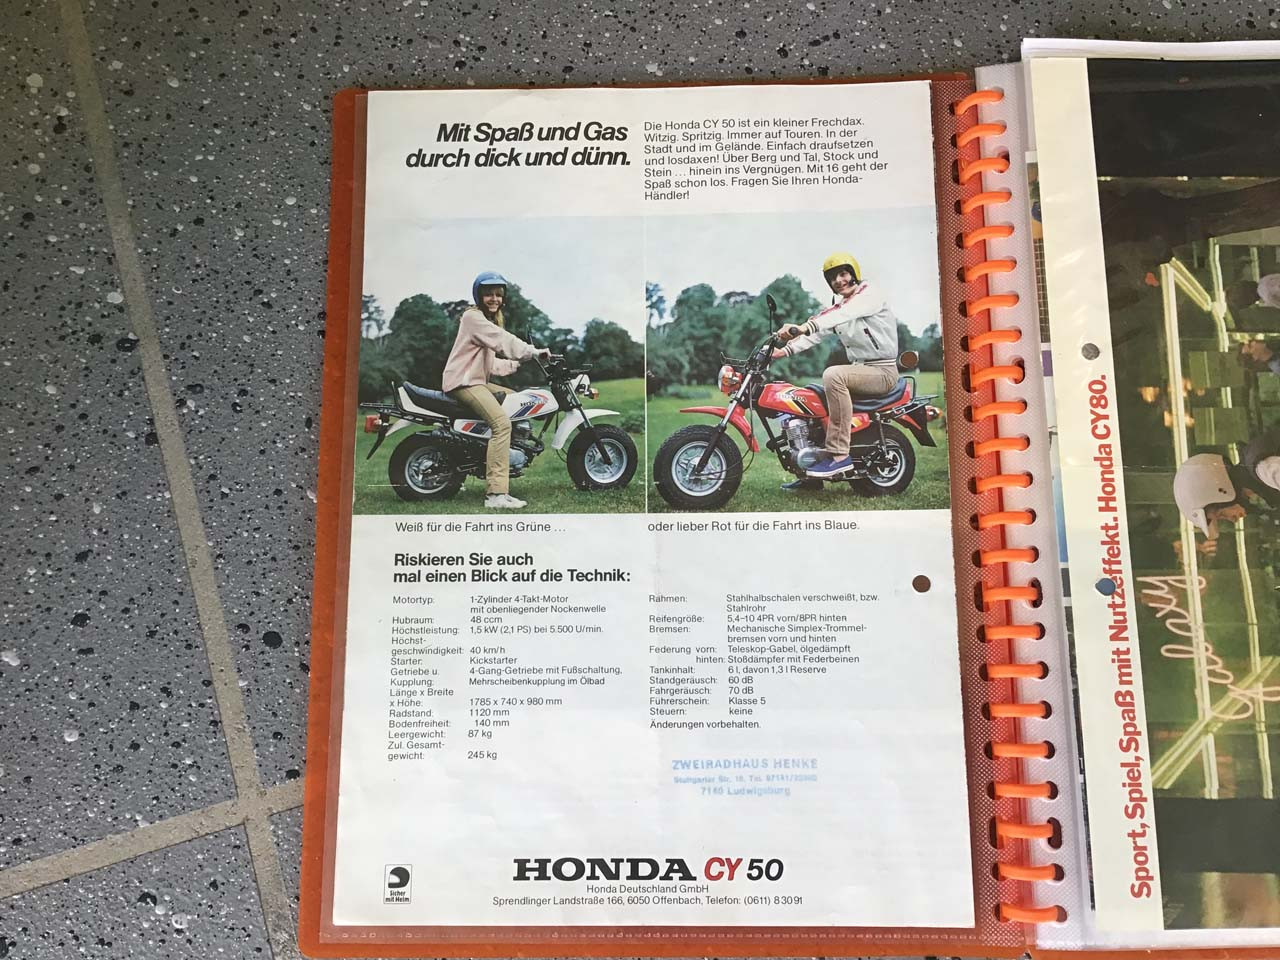 Mit Spaß und Gas
durch dick und dünn.
Die Honda CY 50 ist ein kleiner Frechdax.
Witzig. Spritzig. Immer auf Touren. In der
Stadt und im Gelände. Einfach draufsetzen
und losdaxen! Über Berg und Tal, Stock und
Stein ... hinein ins Vergnügen. Mit 16 geht der
Spaß schon los. Fragen Sie Ihren Honda-
Händler!
HONDA
Weiß für die Fahrt ins Grüne ...
oder lieber Rot für die Fahrt ins Blaue.
Riskieren Sie auch
mal einen Blick auf die Technik:
Motortyp: 1-Zylinder 4-Takt-Motor
mit obenliegender Nockenwelle
Hubraum: 48 ccm
Höchstleistung: 1,5 kW (2,1 PS) bei 5.500 U/min.
Höchst-
geschwindigkeit: 40 km/h
Starter: Kickstarter
Getriebe u. 4-Gang-Getriebe mit Fußschaltung,
Kupplung: Mehrscheibenkupplung im Ölbad
Länge x Breite
x Höhe: 1785 x 740 x 980 mm
Radstand: 1120 mm
Bodenfreiheit: 140 mm
Leergewicht: 87 kg
Zul. Gesamt-
gewicht: 245 kg
Rahmen: Stahlhalbschalen verschweißt, bzw.
Stahlrohr
Reifengröße: 5,4-10 4PR vorn/8PR hinten
Bremsen: Mechanische Simplex-Trommel-
bremsen vorn und hinten
Federung vorn: Teleskop-Gabel, ölgedämpft
hinten: Stoßdämpfer mit Federbeinen
Tankinhalt: 6 l, davon 1,3 l Reserve
Standgeräusch: 60 dB
Fahrgeräusch: 70 dB
Führerschein: Klasse 5
Steuern: keine
Änderungen vorbehalten.
ZWEIRADHAUS HENKE
Stuttgarter Str. 18, Tel.
7140 Ludwigsburg
Sicher
mit Helm
HONDA CY 50
Honda Deutschland GmbH
Sprendlinger Landstraße 166, 6050 Offenbach, Telefon: (0611) 8 30 91
Sport, Spiel, Spaß mit Nutzeffekt. Honda CY80.
Galaxy